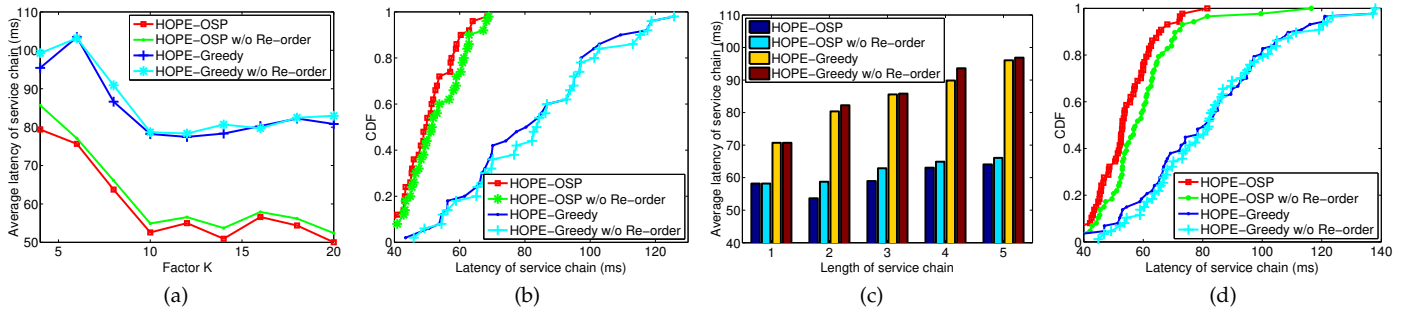 110
100
90
80
70
60
50
5
10
15
20
Average latency of service chain (ms)
Factor K
HOPE−OSP
HOPE−OSP w/o Re−order
HOPE−Greedy
HOPE−Greedy w/o Re−order
(a)
1
0.8
0.6
0.4
0.2
0
40
60
80
100
120
CDF
Latency of service chain (ms)
HOPE−OSP
HOPE−OSP w/o Re−order
HOPE−Greedy
HOPE−Greedy w/o Re−order
(b)
110
100
90
80
70
60
50
40
1
2
3
4
5
Average latency of service chain (ms)
Length of service chain
HOPE−OSP
HOPE−OSP w/o Re−order
HOPE−Greedy
HOPE−Greedy w/o Re−order
(c)
1
0.8
0.6
0.4
0.2
0
40
60
80
100
120
140
CDF
Latency of service chain (ms)
HOPE−OSP
HOPE−OSP w/o Re−order
HOPE−Greedy
HOPE−Greedy w/o Re−order
(d)